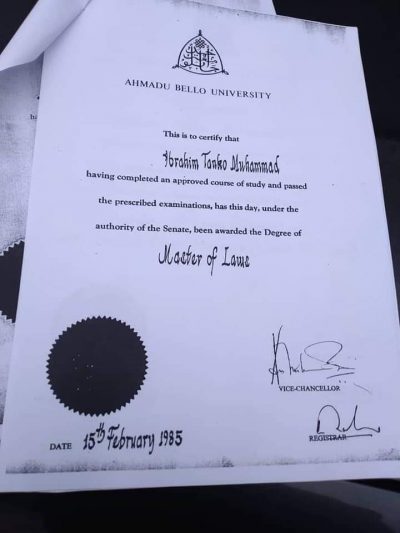 AHMADU BELLO UNIVERSITY
This is to certify that
Ibrahim Tanko Muhammad
having completed an approved course of study and passed
the prescribed examinations, has this day, under the
authority of the Senate, been awarded the Degree of
Master of Laws
VICE-CHANCELLOR
REGISTRAR
DATE 15th February 1985